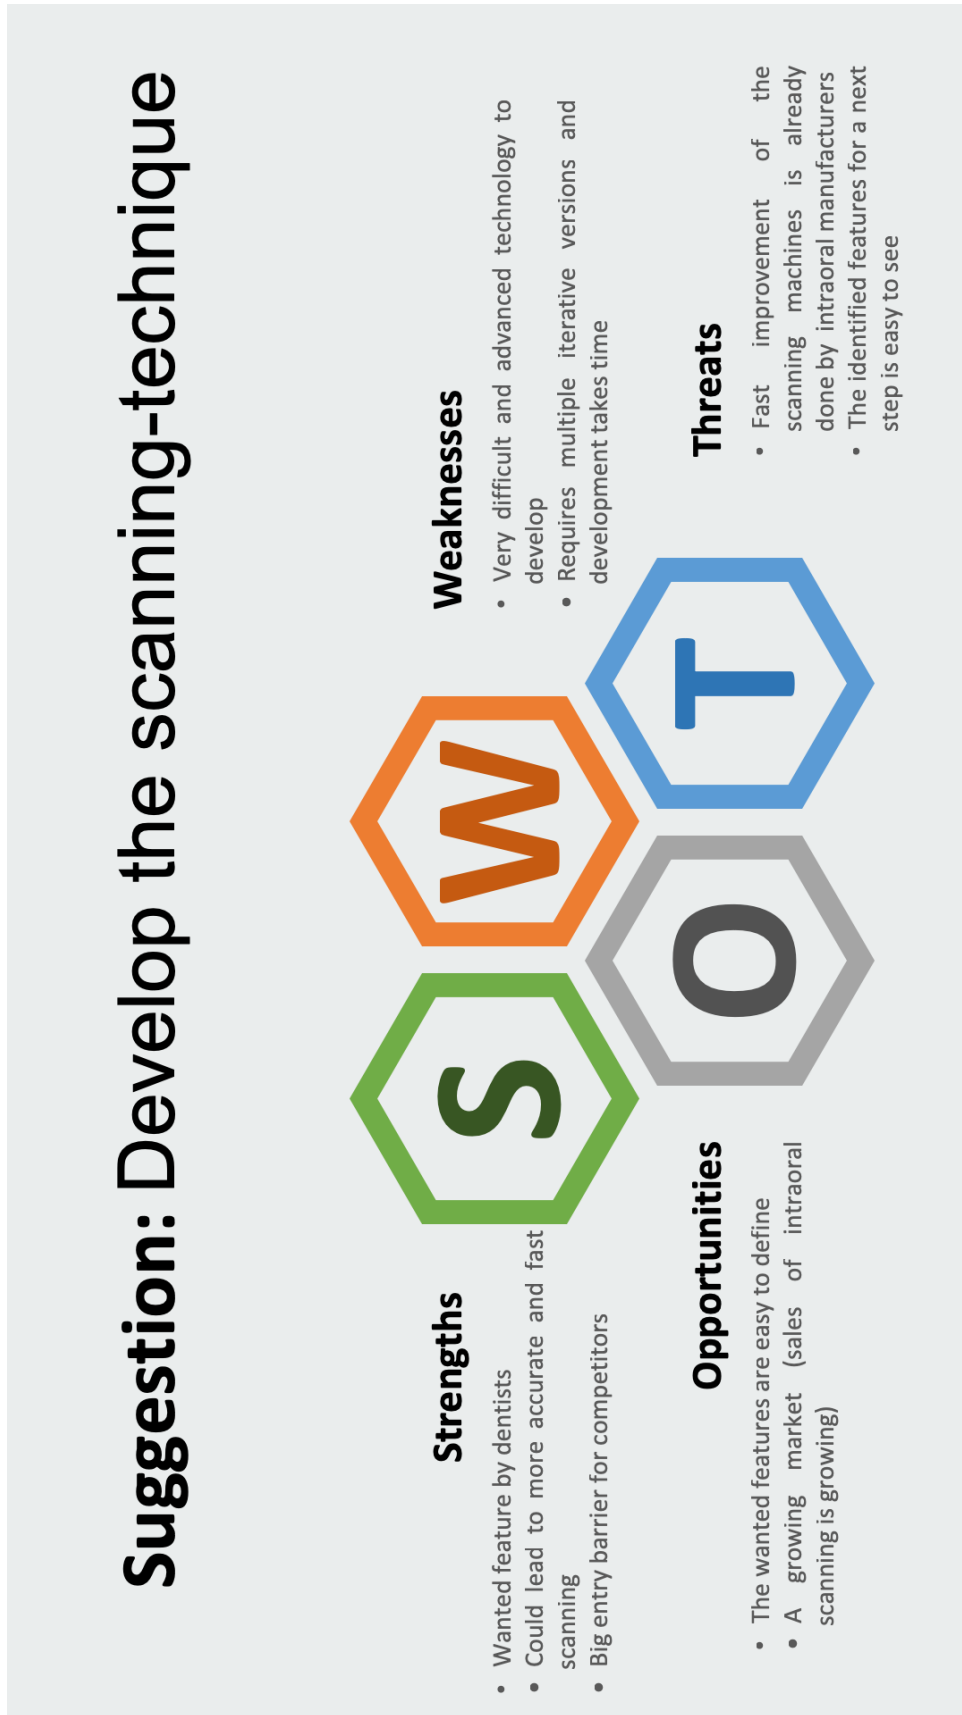 Suggestion: Develop the scanning-technique
Strengths
• Wanted feature by dentists
• Could lead to more accurate and fast
scanning
• Big entry barrier for competitors
S
W
Weaknesses
• Very difficult and advanced technology to
develop
• Requires multiple iterative versions and
development takes time
Opportunities
• The wanted features are easy to define
• A growing market (sales of intraoral
scanning is growing)
O
T
Threats
• Fast improvement of the
scanning machines is already
done by intraoral manufacturers
• The identified features for a next
step is easy to see